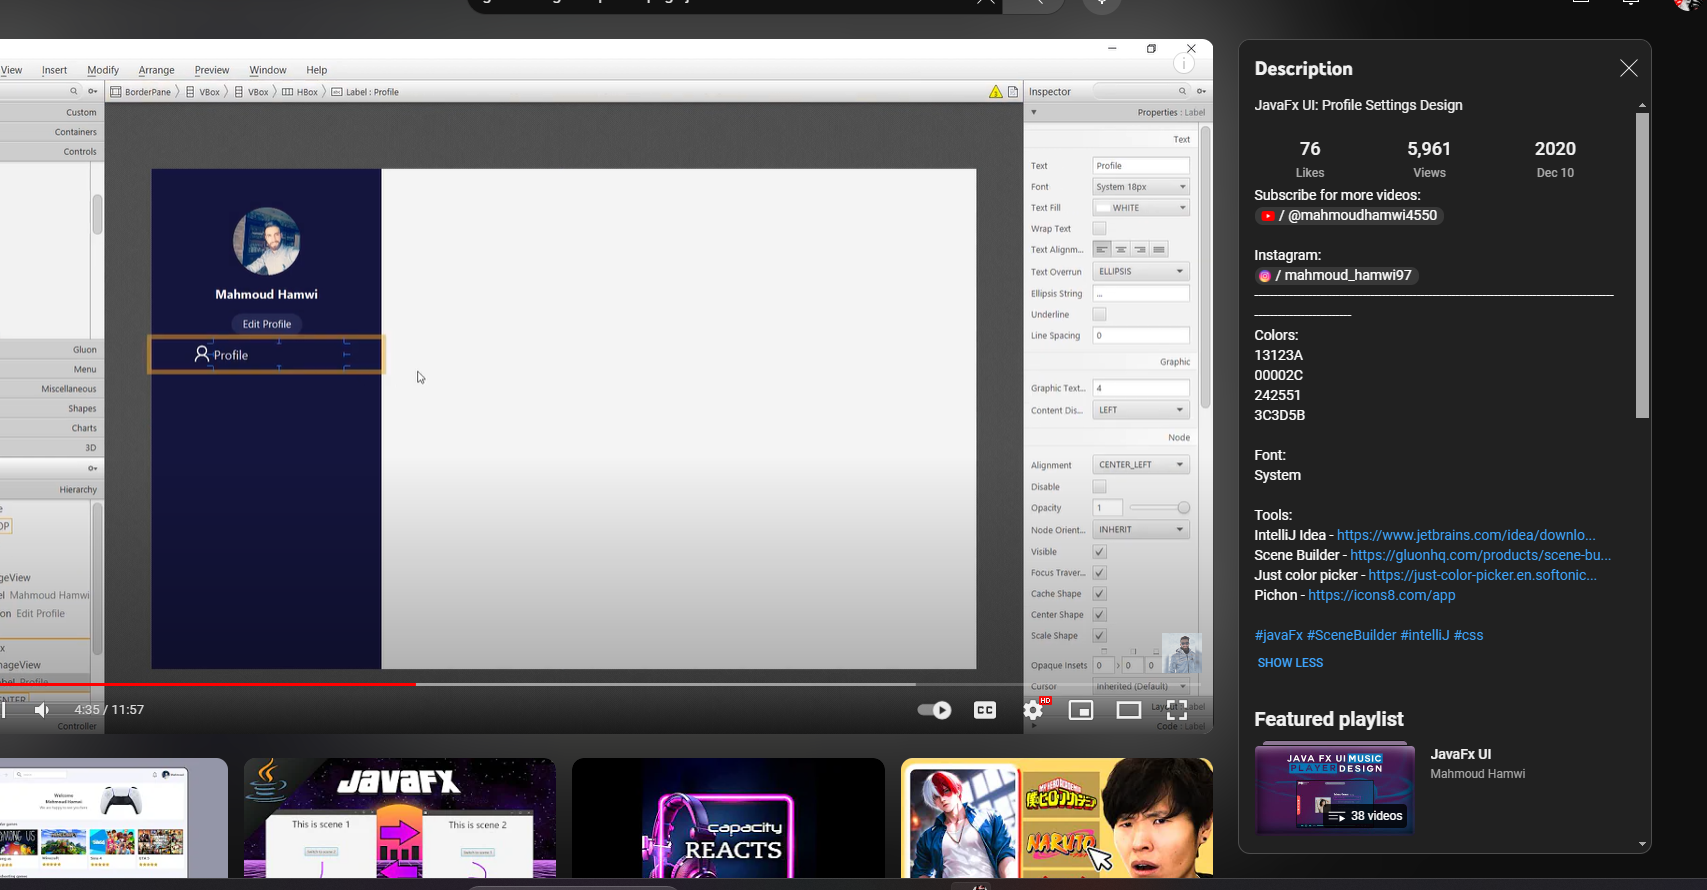 View Insert Modify Arrange Preview Window Help
BorderPane VBox VBox HBox Label : Profile
Custom
Containers
Controls
Gluon
Menu
Miscellaneous
Shapes
Charts
3D
Hierarchy
Mahmoud Hamwi
Edit Profile
Controller
Mahmoud Hamwi
Edit Profile
Profile
Inspector
Properties : Label
Text
Text Profile
Font System 18px
Text Fill WHITE
Wrap Text
Text Alignm...
Text Overrun ELLIPSIS
Ellipsis String ...
Underline
Line Spacing 0
Graphic
Graphic Text... 4
Content Dis... LEFT
Node
Alignment CENTER_LEFT
Disable
Opacity 1
Node Orient... INHERIT
Visible
Focus Traver...
Cache Shape
Center Shape
Scale Shape
Opaque Insets 0 0 0
Cursor Inherited (Default)
Code : Label
4:35 / 11:57
CC
HD
Welcome
Mahmoud Hamwi
JavaFX
This is scene 1
This is scene 2
capacity
REACTS
NARUTO
Description
JavaFx UI: Profile Settings Design
76 5,961 2020
Likes Views Dec 10
Subscribe for more videos:
/ @mahmoudhamwi4550
Instagram:
/ mahmoud_hamwi97
Colors:
13123A
00002C
242551
3C3D5B
Font:
System
Tools:
IntelliJ Idea - https://www.jetbrains.com/idea/downlo...
Scene Builder - https://gluonhq.com/products/scene-bu...
Just color picker - https://just-color-picker.en.softonic...
Pichon - https://icons8.com/app
#javaFx #SceneBuilder #intelliJ #css
SHOW LESS
Featured playlist
JAVA FX UI MUSIC
PLAYER DESIGN
38 videos
JavaFx UI
Mahmoud Hamwi